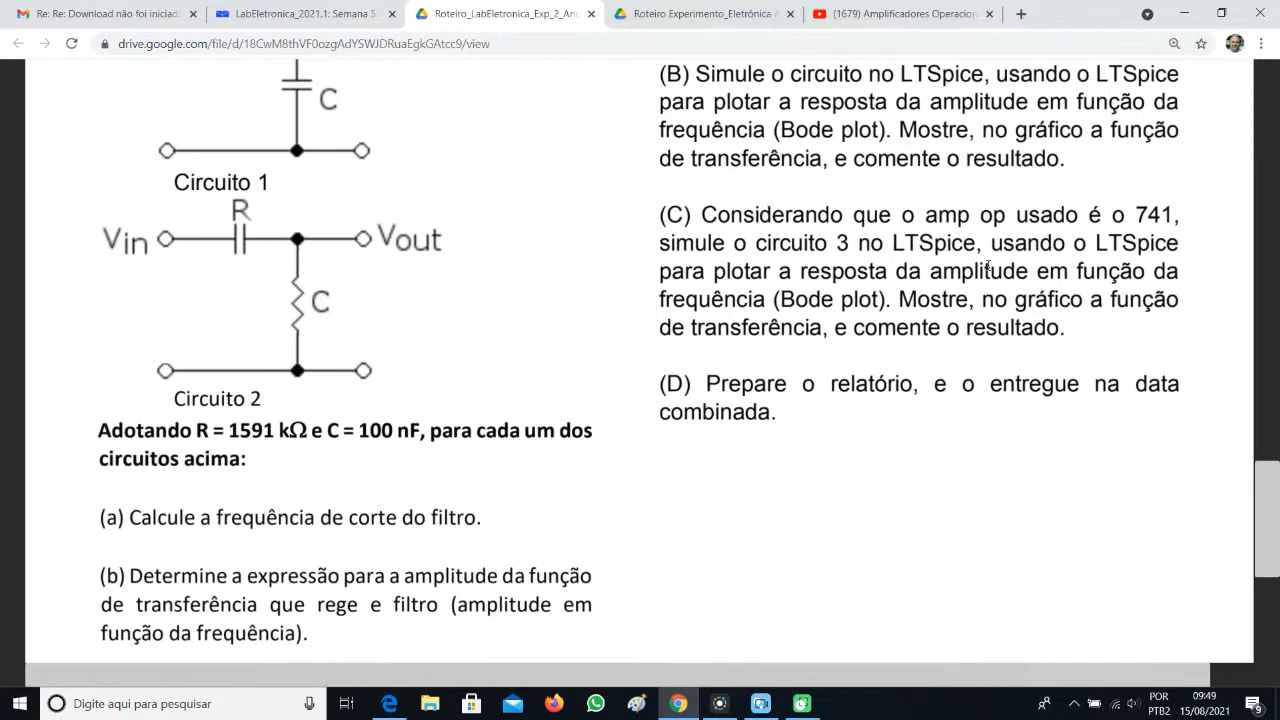 Re: Re: Download não foi iniciad
LabEletronica_2021.1: Semana 5
Roteiro_LabEletronica_Exp_2_And
Roteiro Experimento_Eletrônica A
(1679) Amplificadores Operacion
drive.google.com/file/d/18CwM8thVF0ozgAdYSWJDRuaEgkGAtcc9/view
C
Circuito 1
R
Vin
Vout
C
Circuito 2
Adotando R = 1591 kΩ e C = 100 nF, para cada um dos
circuitos acima:
(a) Calcule a frequência de corte do filtro.
(b) Determine a expressão para a amplitude da função
de transferência que rege e filtro (amplitude em
função da frequência).
(B) Simule o circuito no LTSpice, usando o LTSpice
para plotar a resposta da amplitude em função da
frequência (Bode plot). Mostre, no gráfico a função
de transferência, e comente o resultado.
(C) Considerando que o amp op usado é o 741,
simule o circuito 3 no LTSpice, usando o LTSpice
para plotar a resposta da amplitude em função da
frequência (Bode plot). Mostre, no gráfico a função
de transferência, e comente o resultado.
(D) Prepare o relatório, e o entregue na data
combinada.
Digite aqui para pesquisar
POR
PTB2
09:49
15/08/2021
9